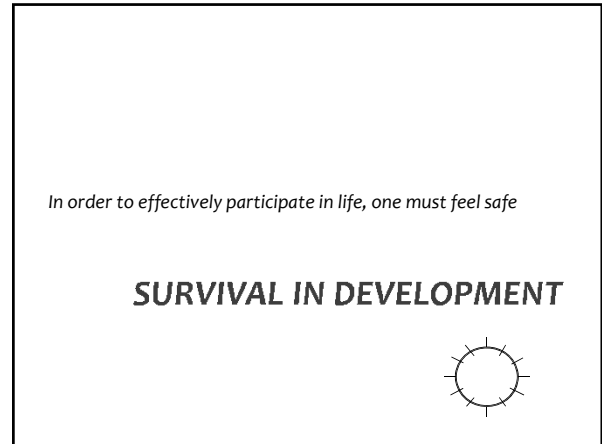 In order to effectively participate in life, one must feel safe
SURVIVAL IN DEVELOPMENT